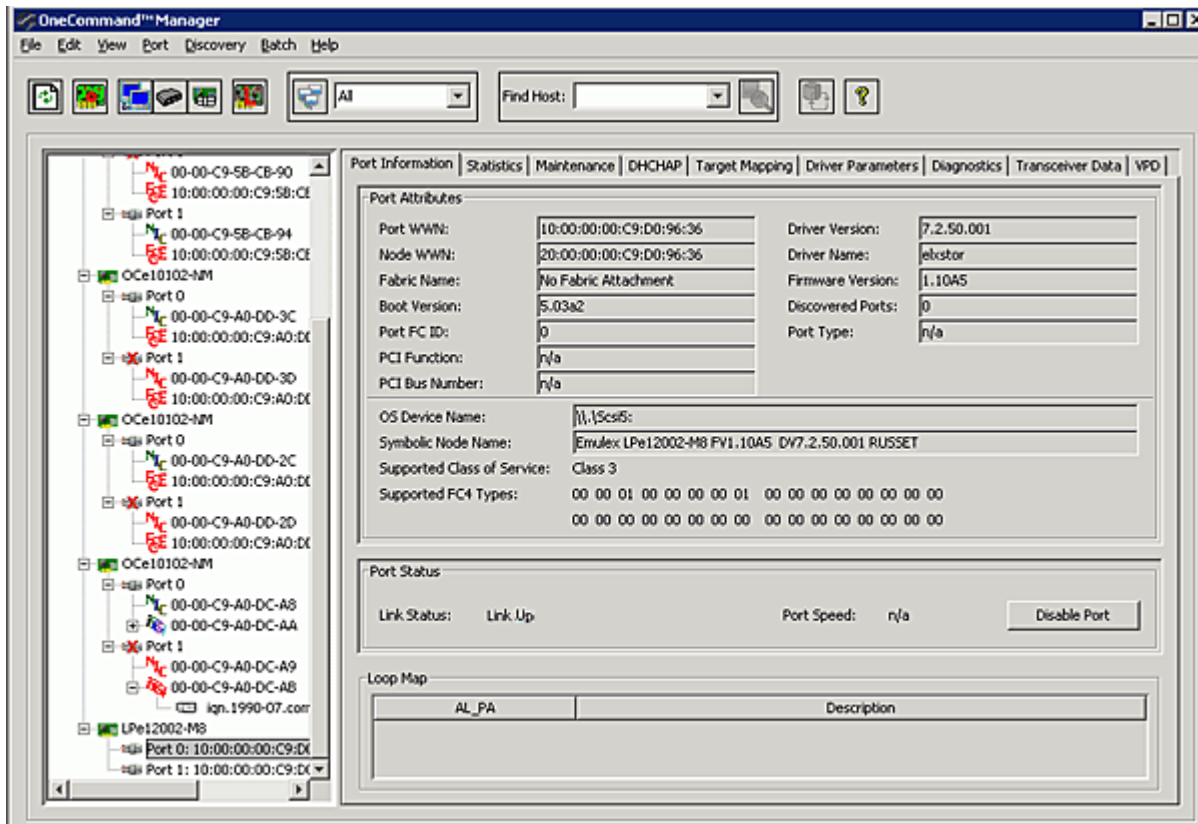 OneCommand™ Manager
File Edit View Port Discovery Batch Help
All
Find Host:
00-00-C9-5B-CB-90
10:00:00:00:C9:5B:CB
Port 1
00-00-C9-5B-CB-94
10:00:00:00:C9:5B:CB
OCe10102-NM
Port 0
00-00-C9-A0-DD-3C
10:00:00:00:C9:A0:DD
Port 1
00-00-C9-A0-DD-3D
10:00:00:00:C9:A0:DD
OCe10102-NM
Port 0
00-00-C9-A0-DD-2C
10:00:00:00:C9:A0:DD
Port 1
00-00-C9-A0-DD-2D
10:00:00:00:C9:A0:DD
OCe10102-NM
Port 0
00-00-C9-A0-DC-A8
00-00-C9-A0-DC-AA
Port 1
00-00-C9-A0-DC-A9
00-00-C9-A0-DC-AB
iqn.1990-07.com
LPe12002-M8
Port 0: 10:00:00:00:C9:D0
Port 1: 10:00:00:00:C9:D0
Port Information Statistics Maintenance DHCHAP Target Mapping Driver Parameters Diagnostics Transceiver Data VPD
Port Attributes
Port WWN: 10:00:00:00:C9:D0:96:36 Driver Version: 7.2.50.001
Node WWN: 20:00:00:00:C9:D0:96:36 Driver Name: elxstor
Fabric Name: No Fabric Attachment Firmware Version: 1.10A5
Boot Version: 5.03a2 Discovered Ports: 0
Port FC ID: 0 Port Type: n/a
PCI Function: n/a
PCI Bus Number: n/a
OS Device Name: \\.\Scsi5:
Symbolic Node Name: Emulex LPe12002-M8 FV1.10A5 DV7.2.50.001 RUSSET
Supported Class of Service: Class 3
Supported FC4 Types: 00 00 01 00 00 00 00 01 00 00 00 00 00 00 00 00
00 00 00 00 00 00 00 00 00 00 00 00 00 00 00 00
Port Status
Link Status: Link Up Port Speed: n/a Disable Port
Loop Map
AL_PA Description